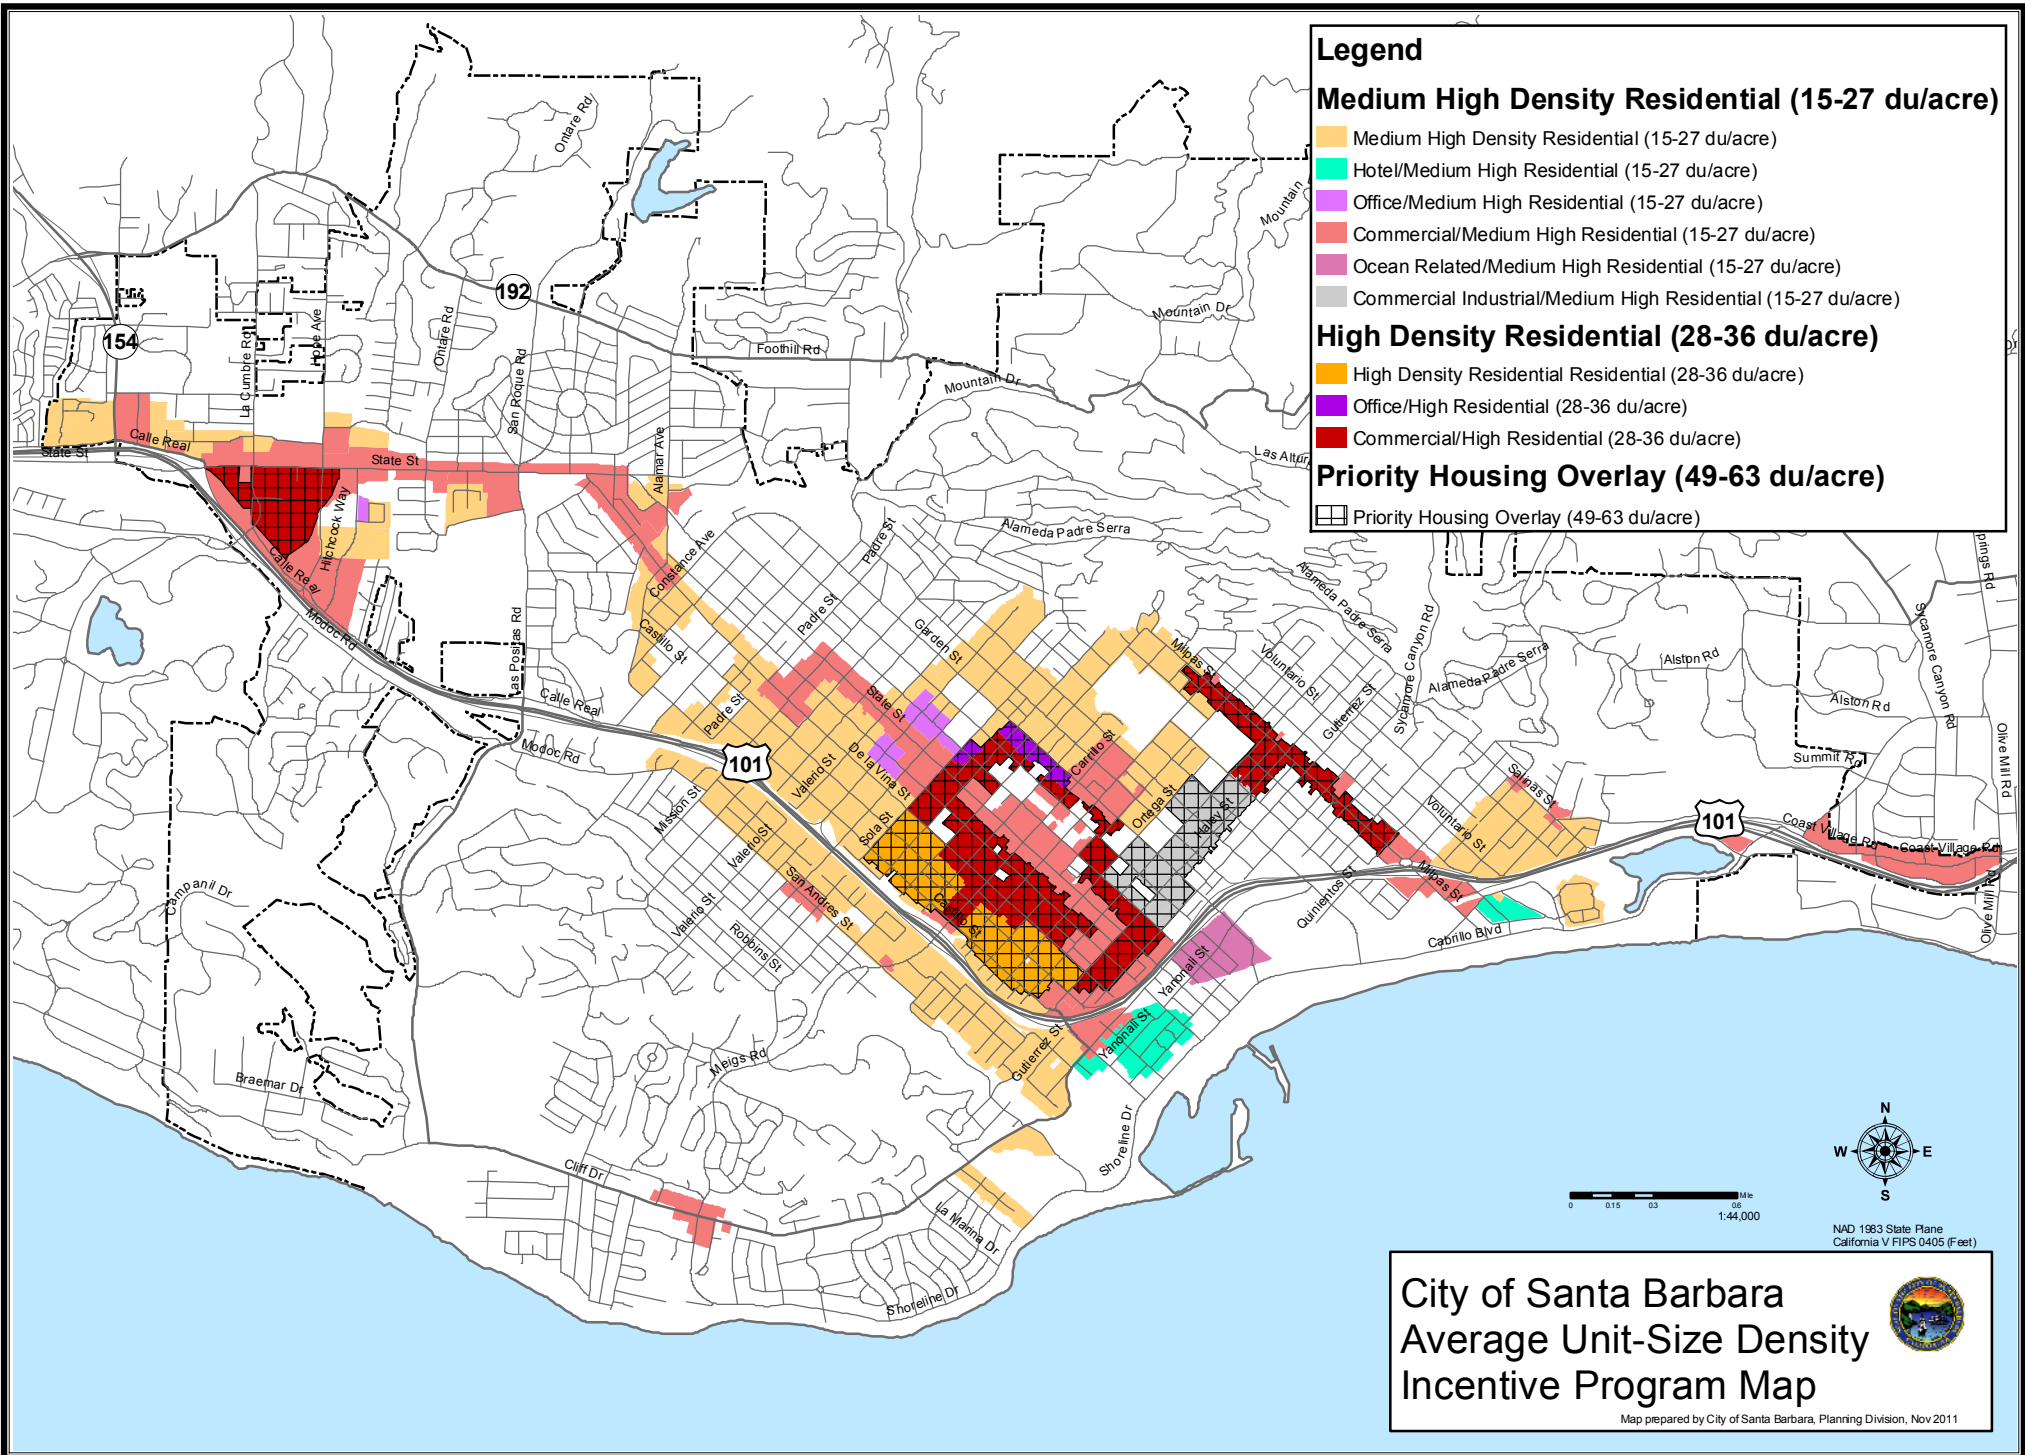 Legend
Medium High Density Residential (15-27 du/acre)
Medium High Density Residential (15-27 du/acre)
Hotel/Medium High Residential (15-27 du/acre)
Office/Medium High Residential (15-27 du/acre)
Commercial/Medium High Residential (15-27 du/acre)
Ocean Related/Medium High Residential (15-27 du/acre)
Commercial Industrial/Medium High Residential (15-27 du/acre)
High Density Residential (28-36 du/acre)
High Density Residential Residential (28-36 du/acre)
Office/High Residential (28-36 du/acre)
Commercial/High Residential (28-36 du/acre)
Priority Housing Overlay (49-63 du/acre)
Priority Housing Overlay (49-63 du/acre)
Ontare Rd
Mountain
192
154
Mountain Dr
Hope Ave
Ontare Rd
La Cumbre Rd
San Roque Rd
Foothill Rd
Mountain Dr
Calle Real
State St
State St
Alamar Ave
Las Altur
Hitchcock Way
Alameda Padre Serra
Padre St
Calle Real
Constance Ave
Alameda Padre Serra
prings Rd
Modoc Rd
Castillo St
Padre St
Garden St
Milpas St
Voluntario St
Sycamore Canyon Rd
Sycamore Canyon Rd
Las Positas Rd
Alameda Padre Serra
Alston Rd
Alston Rd
Calle Real
Padre St
State St
Gutierrez St
Modoc Rd
101
De la Vina St
Valerio St
Carrillo St
Summit Rd
Olive Mill Rd
Mission St
Sola St
Ortega St
Haley St
Salinas St
Voluntario St
101
Coast Village Rd
Coast Village Rd
Valerio St
San Andres St
Castillo St
Milpas St
Quinientos St
Campanil Dr
Valerio St
Robbins St
Cabrillo Blvd
Olive Mill Rd
Yanonali St
Yanonali St
Gutierrez St
Meigs Rd
Braemar Dr
Cliff Dr
Shoreline Dr
La Marina Dr
Shoreline Dr
N
W
E
S
Mile
0
0.15
0.3
0.6
1:44,000
NAD 1983 State Plane
California V FIPS 0405 (Feet)
City of Santa Barbara
Average Unit-Size Density
Incentive Program Map
Map prepared by City of Santa Barbara, Planning Division, Nov 2011